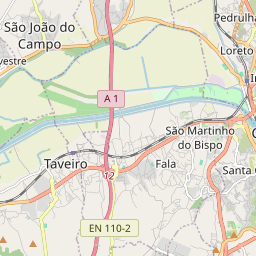 São João do
Campo
Pedrulha
Loreto
A 1
São Martinho
do Bispo
Taveiro
Fala
Santa
12
EN 110-2